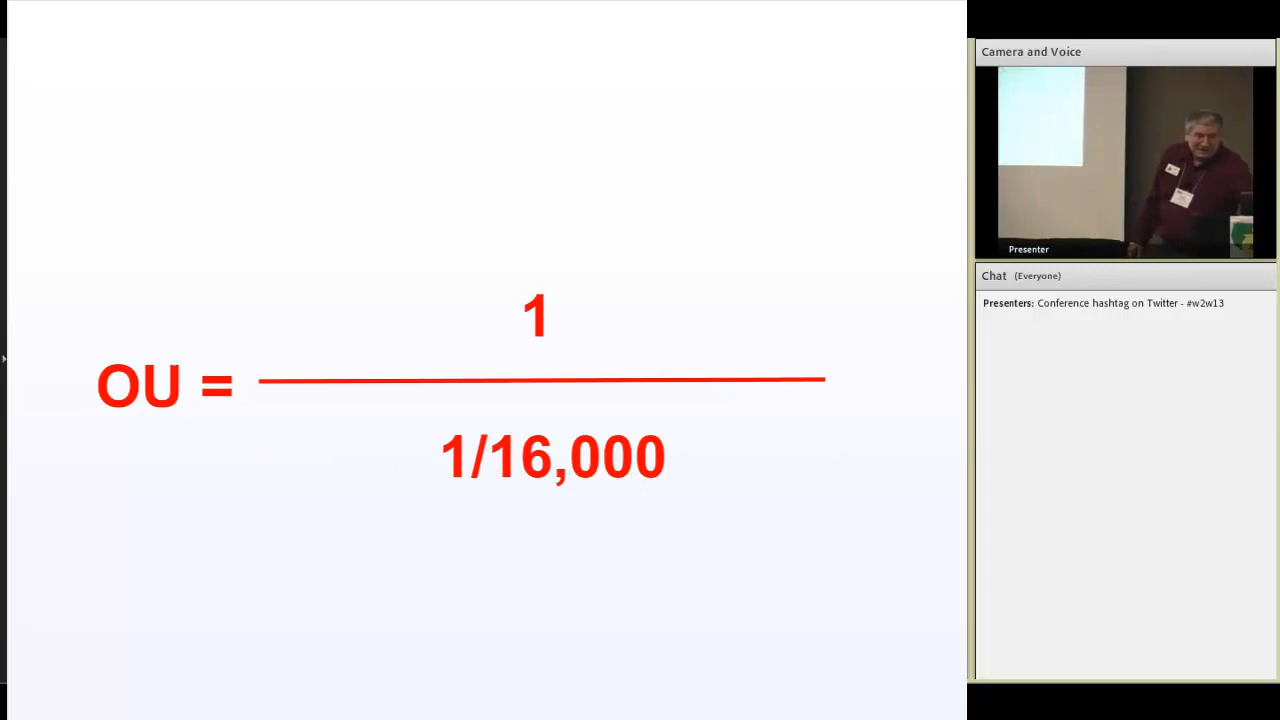 1
OU =
1/16,000
Camera and Voice
Presenter
Chat (Everyone)
Presenters: Conference hashtag on Twitter - #w2w13